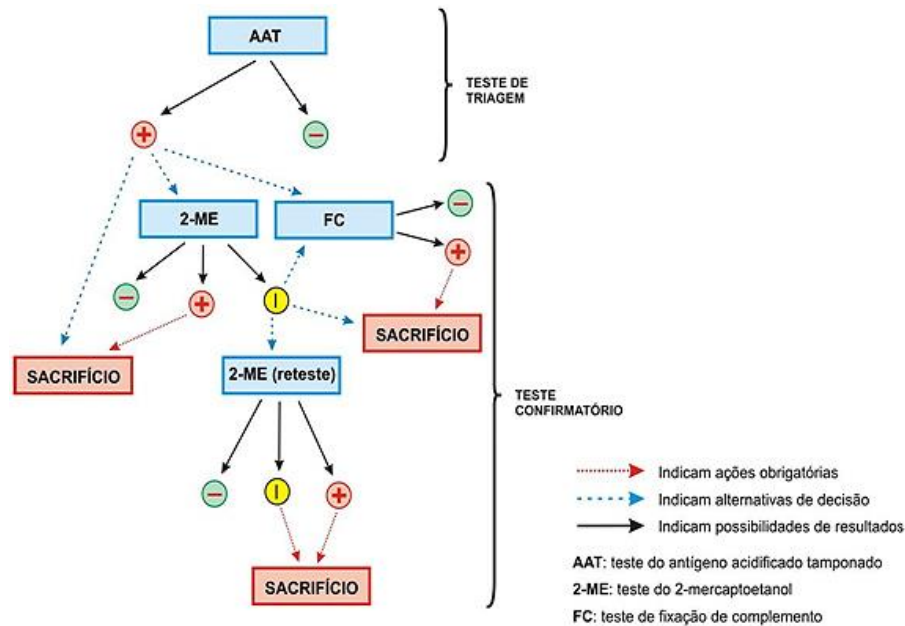 AAT
TESTE DE
TRIAGEM
+
−
2-ME
FC
−
+
−
+
I
SACRIFÍCIO
SACRIFÍCIO
2-ME (reteste)
TESTE
CONFIRMATÓRIO
−
I
+
SACRIFÍCIO
Indicam ações obrigatórias
Indicam alternativas de decisão
Indicam possibilidades de resultados
AAT: teste do antígeno acidificado tamponado
2-ME: teste do 2-mercaptoetanol
FC: teste de fixação de complemento